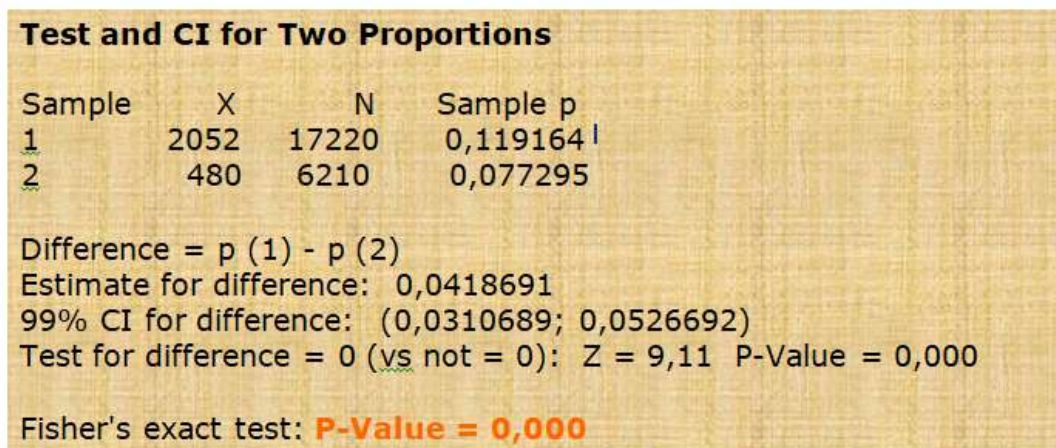 Test and CI for Two Proportions
Sample X N Sample p
1 2052 17220 0,119164
2 480 6210 0,077295
Difference = p (1) - p (2)
Estimate for difference: 0,0418691
99% CI for difference: (0,0310689; 0,0526692)
Test for difference = 0 (vs not = 0): Z = 9,11 P-Value = 0,000
Fisher's exact test: P-Value = 0,000